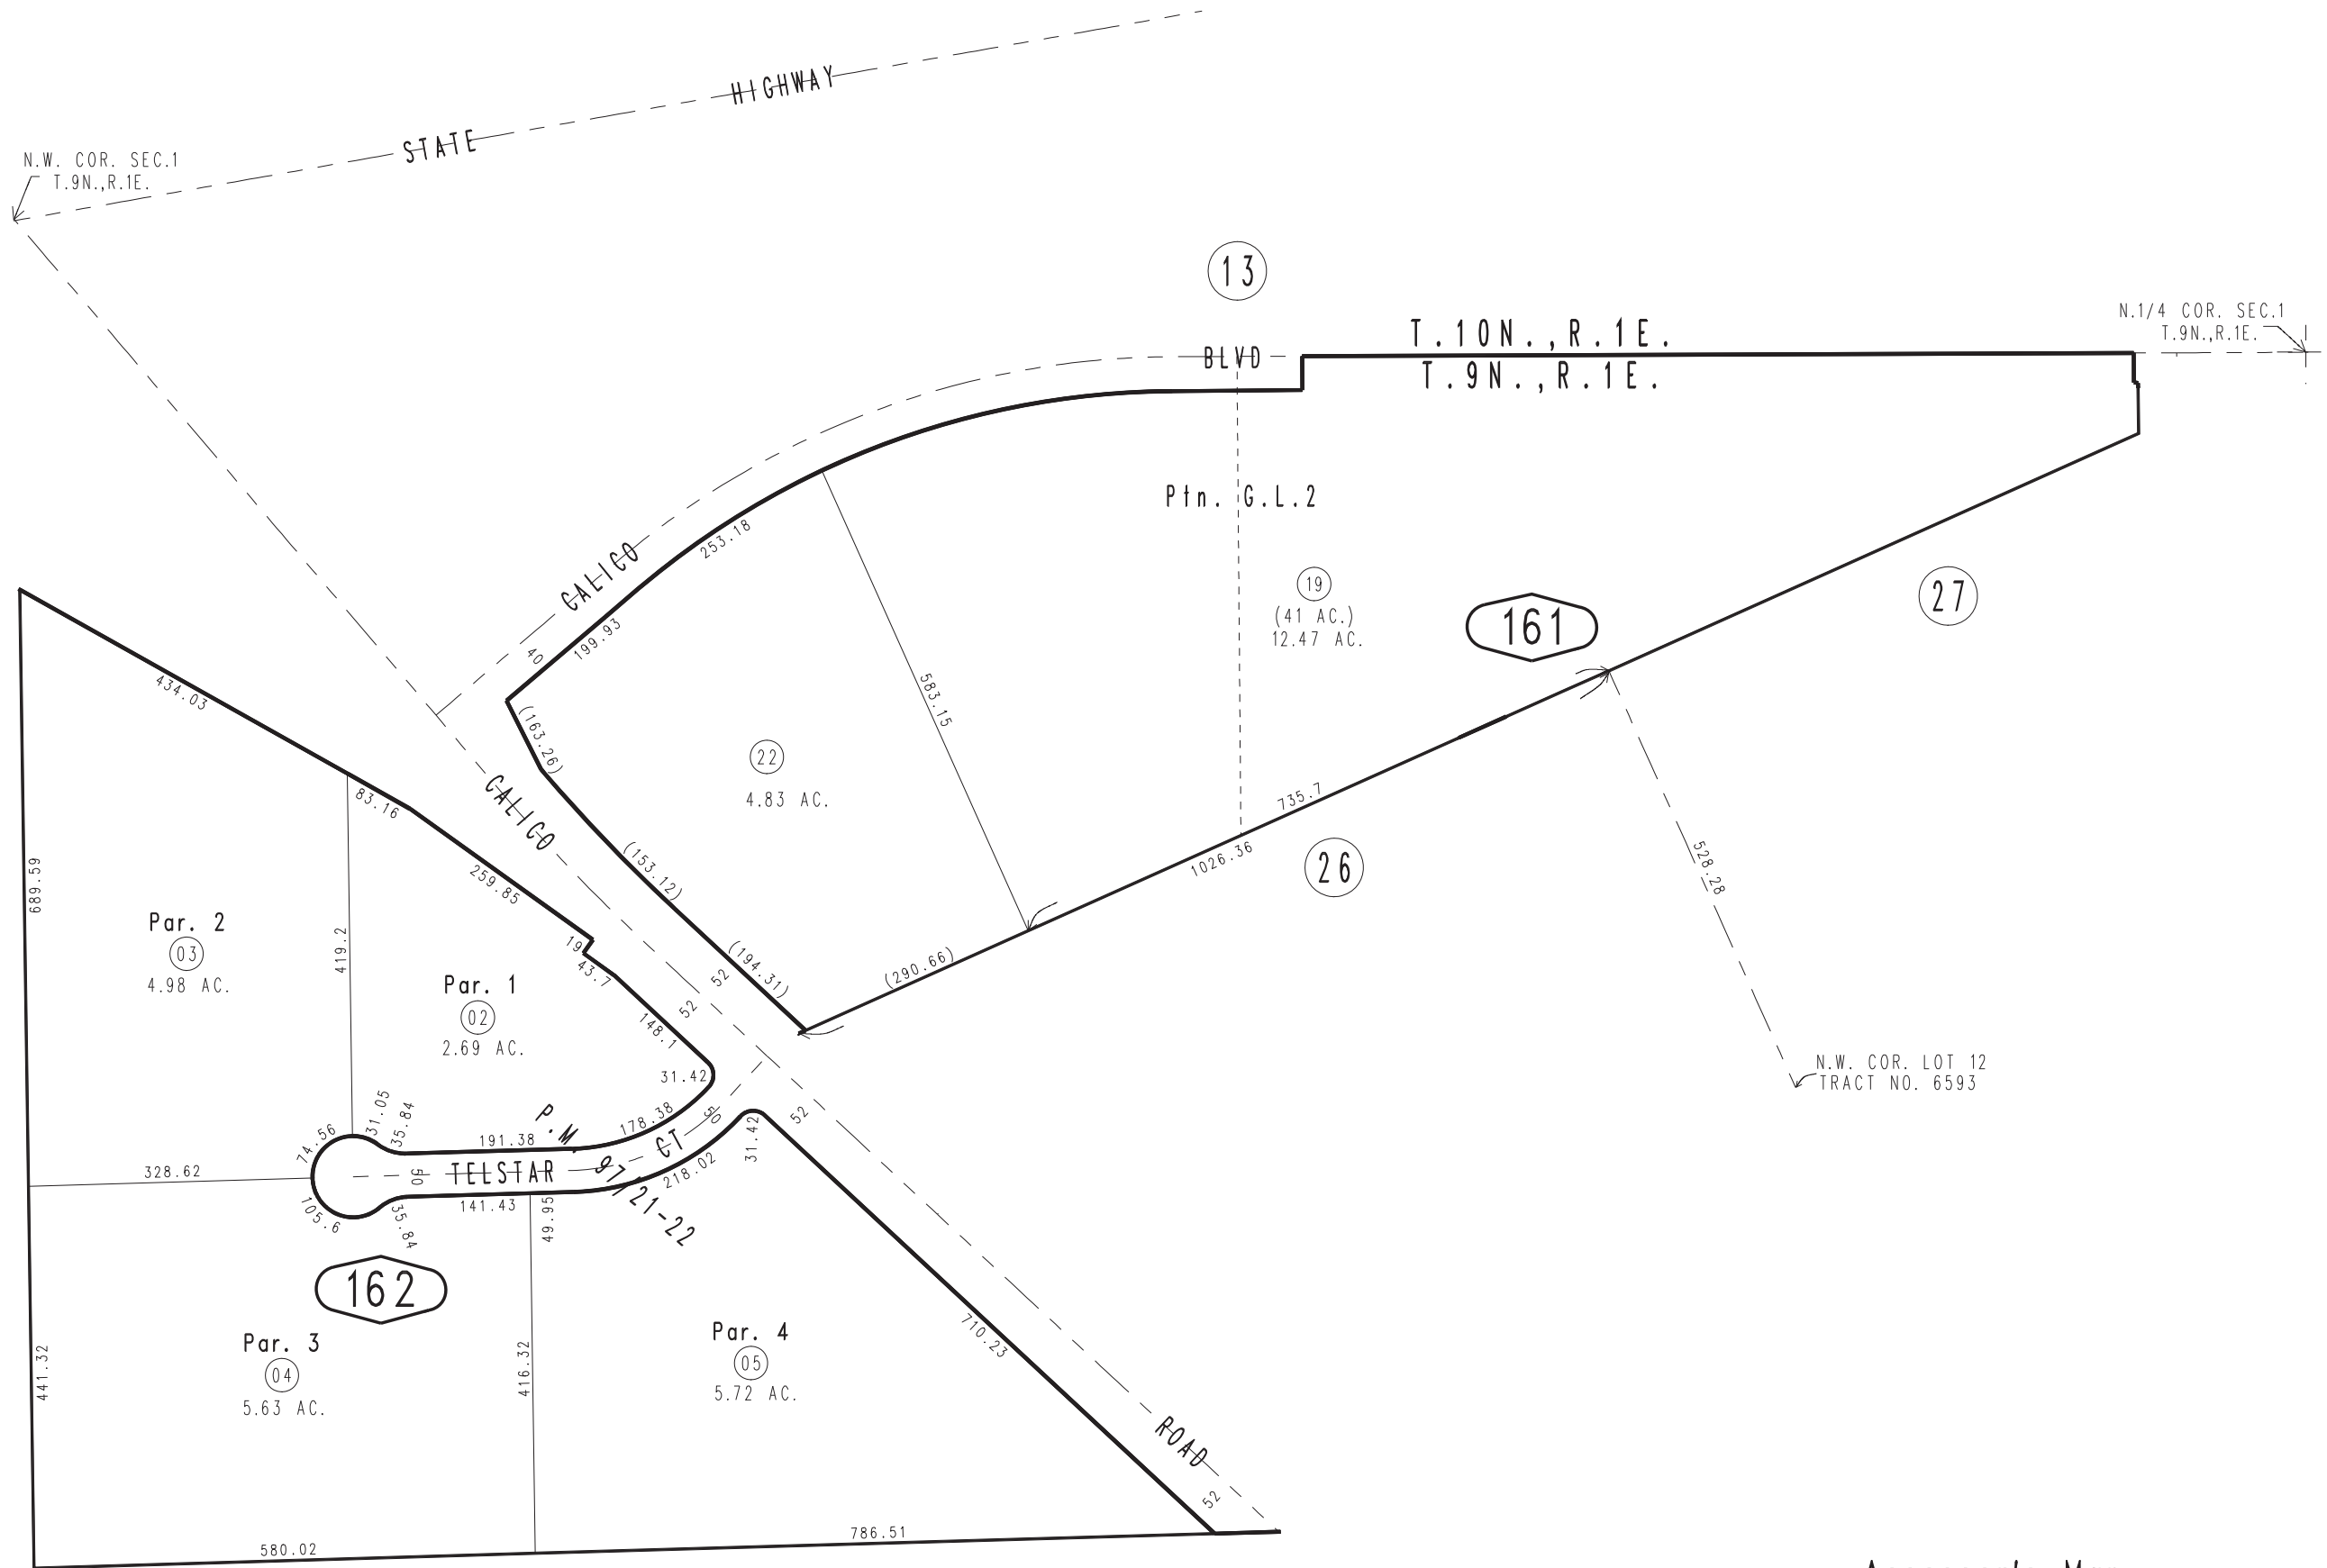 HIGHWAY
STATE
N.W. COR. SEC.1
T.9N.,R.1E.
13
N.1/4 COR. SEC.1
T.9N.,R.1E.
T.10N.,R.1E.
BLVD
T.9N.,R.1E.
Ptn. G.L.2
253.18
CALICO
19
(41 AC.)
12.47 AC.
161
27
199.93
40
434.03
583.15
(163.26)
22
4.83 AC.
735.7
83.16
CALICO
1026.36
26
528.28
(153.12)
259.85
689.59
Par. 2
03
4.98 AC.
419.2
19
43.7
(194.31)
(290.66)
52
52
Par. 1
02
2.69 AC.
148.1
31.42
N.W. COR. LOT 12
TRACT NO. 6593
31.05
35.84
74.56
191.38
P.M. 97/21-22
178.38
50
52
31.42
328.62
50
TELSTAR CT
218.02
105.6
35.84
141.43
49.95
162
Par. 3
04
5.63 AC.
441.32
416.32
Par. 4
05
5.72 AC.
710.23
ROAD
52
786.51
580.02